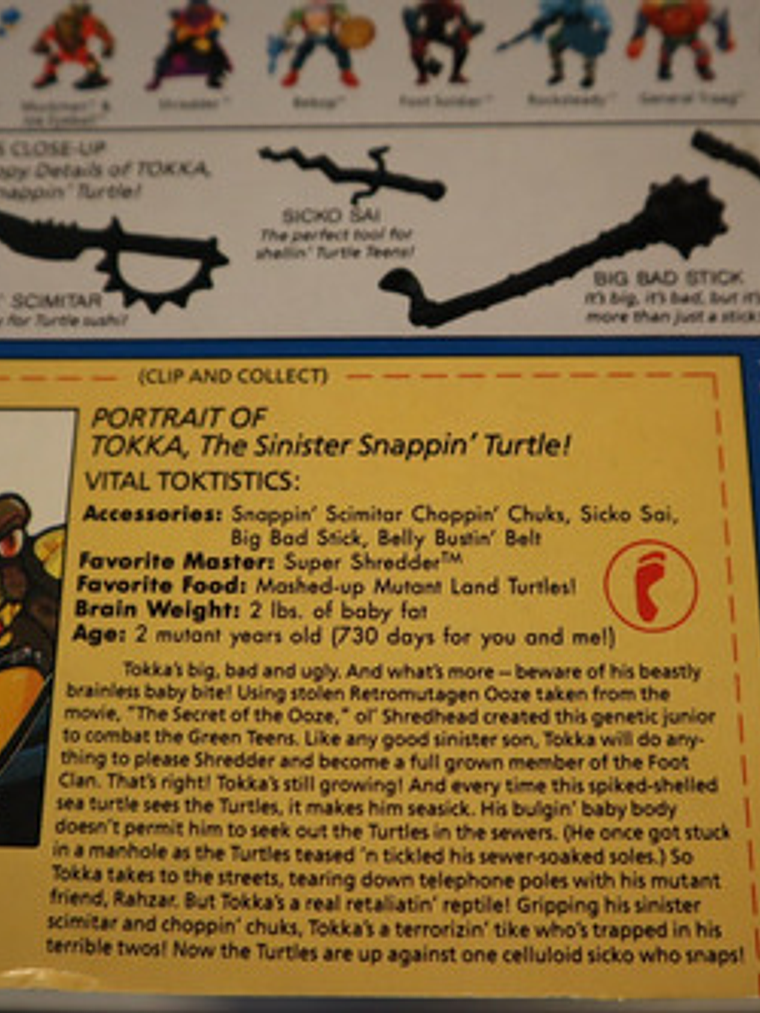 Shredder™
Bebop™
Foot Soldier™
Rocksteady™
General Traag™
CLOSE-UP
Details of TOKKA,
Turtle!
SICKO SAI
The perfect tool for
shellin' Turtle Teens!
SCIMITAR
for Turtle sushi!
BIG BAD STICK
It's big, it's bad, but it's
more than just a stick
(CLIP AND COLLECT)
PORTRAIT OF
TOKKA, The Sinister Snappin' Turtle!
VITAL TOKTISTICS:
Accessories: Snappin' Scimitar Choppin' Chuks, Sicko Sai,
Big Bad Stick, Belly Bustin' Belt
Favorite Master: Super Shredder™
Favorite Food: Mashed-up Mutant Land Turtles!
Brain Weight: 2 lbs. of baby fat
Age: 2 mutant years old (730 days for you and me!)
Tokka's big, bad and ugly. And what's more – beware of his beastly
brainless baby bite! Using stolen Retromutagen Ooze taken from the
movie, "The Secret of the Ooze," ol' Shredhead created this genetic junior
to combat the Green Teens. Like any good sinister son, Tokka will do any-
thing to please Shredder and become a full grown member of the Foot
Clan. That's right! Tokka's still growing! And every time this spiked-shelled
sea turtle sees the Turtles, it makes him seasick. His bulgin' baby body
doesn't permit him to seek out the Turtles in the sewers. (He once got stuck
in a manhole as the Turtles teased 'n tickled his sewer-soaked soles.) So
Tokka takes to the streets, tearing down telephone poles with his mutant
friend, Rahzar. But Tokka's a real retaliatin' reptile! Gripping his sinister
scimitar and choppin' chuks, Tokka's a terrorizin' tike who's trapped in his
terrible twos! Now the Turtles are up against one celluloid sicko who snaps!